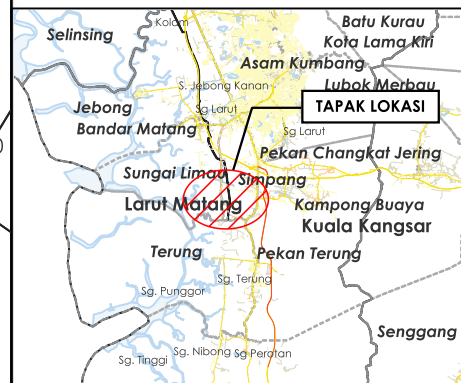 Kolam
Batu Kurau
Selinsing
Kota Lama Kiri
Asam Kumbang
S. Jebong Kanan
Lubok Merbau
Jebong
Sg Larut
TAPAK LOKASI
Bandar Matang
Sg Larut
Pekan Changkat Jering
Sungai Limau
Simpang
Larut Matang
Kampong Buaya
Kuala Kangsar
Terung
Pekan Terung
Sg. Terung
Sg. Punggor
Senggang
Sg. Nibong
Sg Peratan
Sg. Tinggi